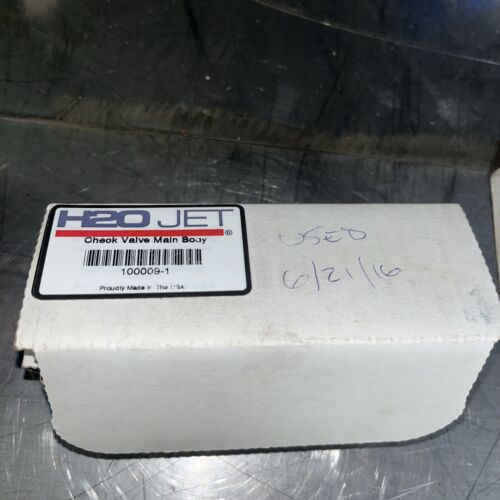 H2O JET®
Check Valve Main Body
100009-1
Proudly Made In The USA
USED
6/21/16